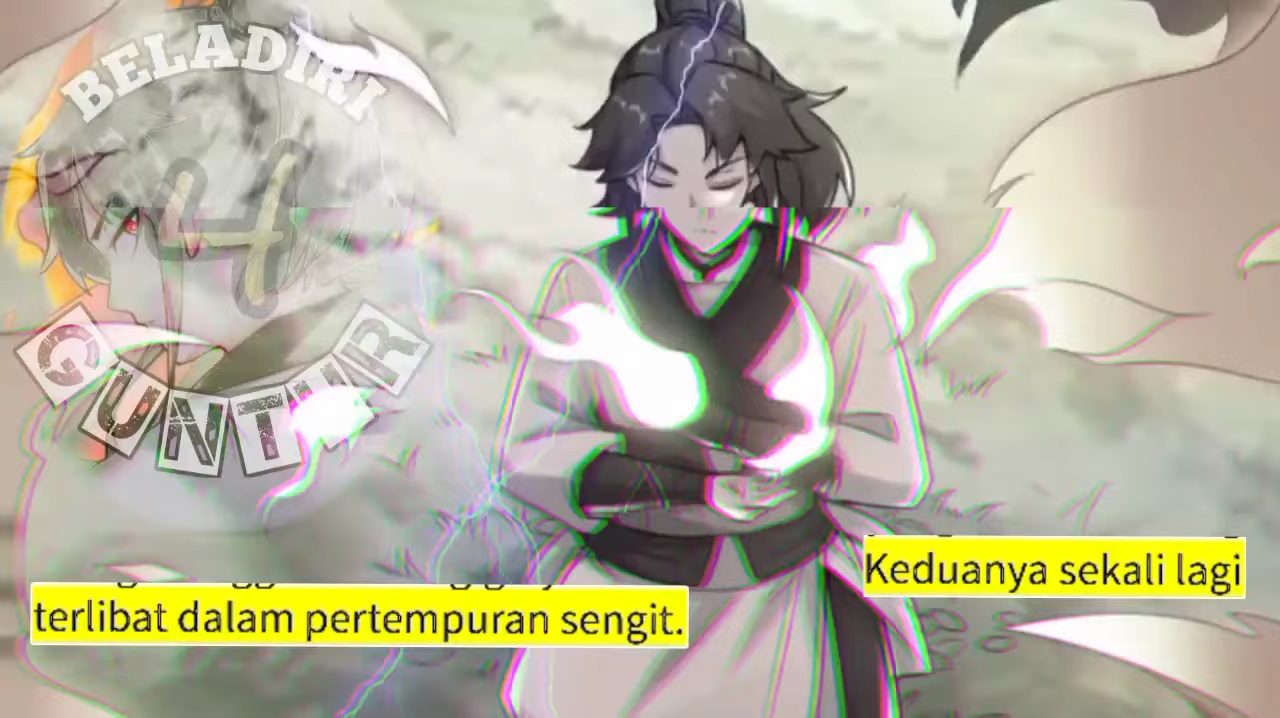 BELADIRI
GUNTUR
Keduanya sekali lagi
terlibat dalam pertempuran sengit.